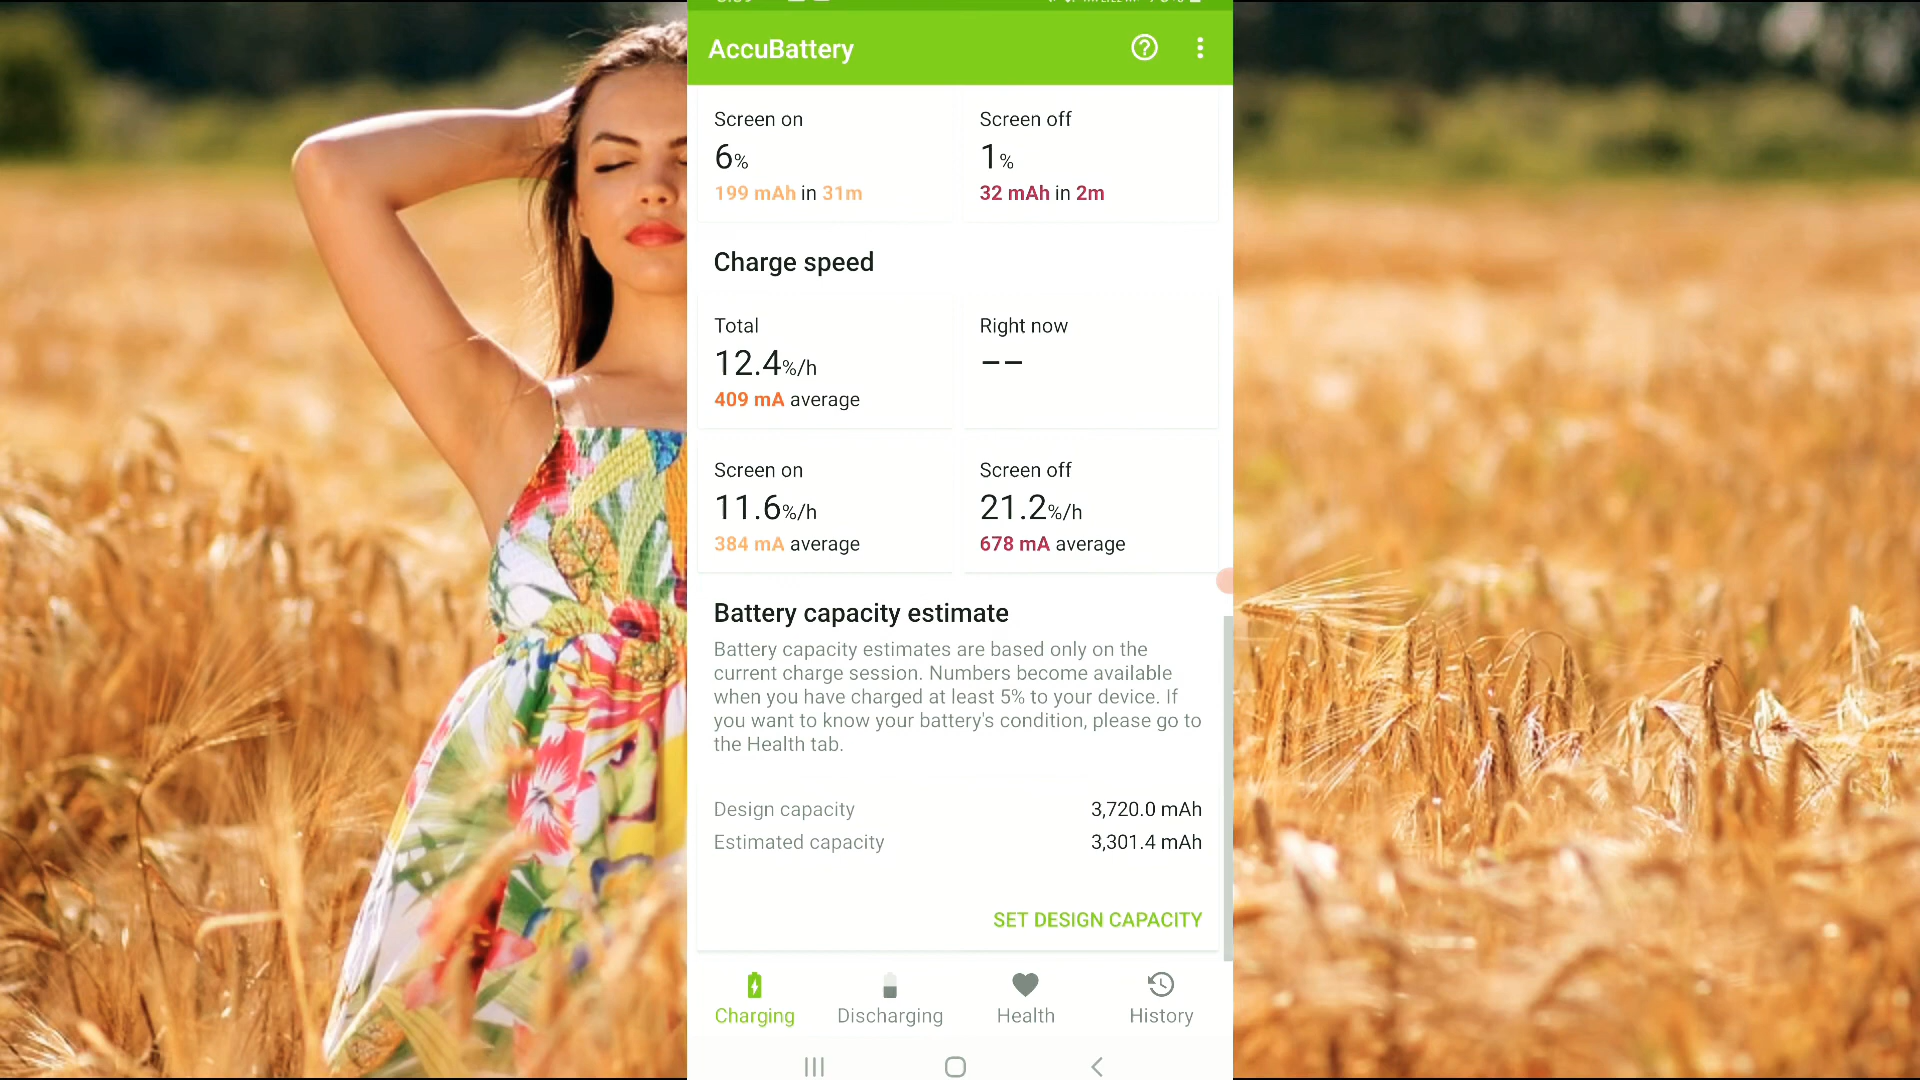 AccuBattery
Screen on
Screen off
6%
1%
199 mAh in 31m
32 mAh in 2m
Charge speed
Total
Right now
12.4%/h
––
409 mA average
Screen on
Screen off
11.6%/h
21.2%/h
384 mA average
678 mA average
Battery capacity estimate
Battery capacity estimates are based only on the
current charge session. Numbers become available
when you have charged at least 5% to your device. If
you want to know your battery's condition, please go to
the Health tab.
Design capacity
3,720.0 mAh
Estimated capacity
3,301.4 mAh
SET DESIGN CAPACITY
Charging
Discharging
Health
History